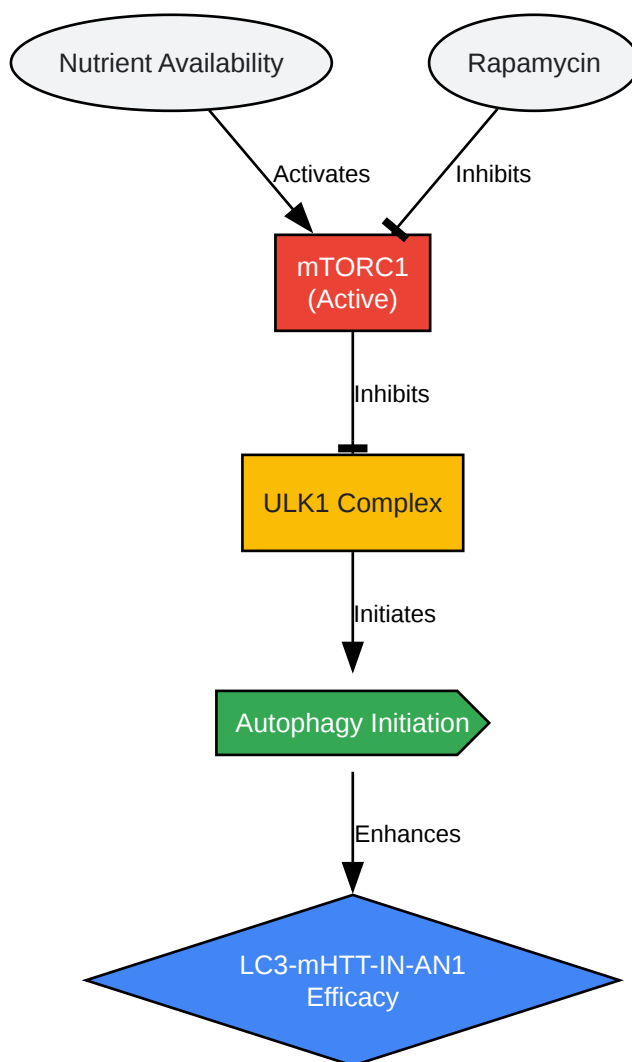 Nutrient Availability
Rapamycin
Activates
Inhibits
mTORC1
(Active)
Inhibits
ULK1 Complex
Initiates
Autophagy Initiation
Enhances
LC3-mHTT-IN-AN1
Efficacy